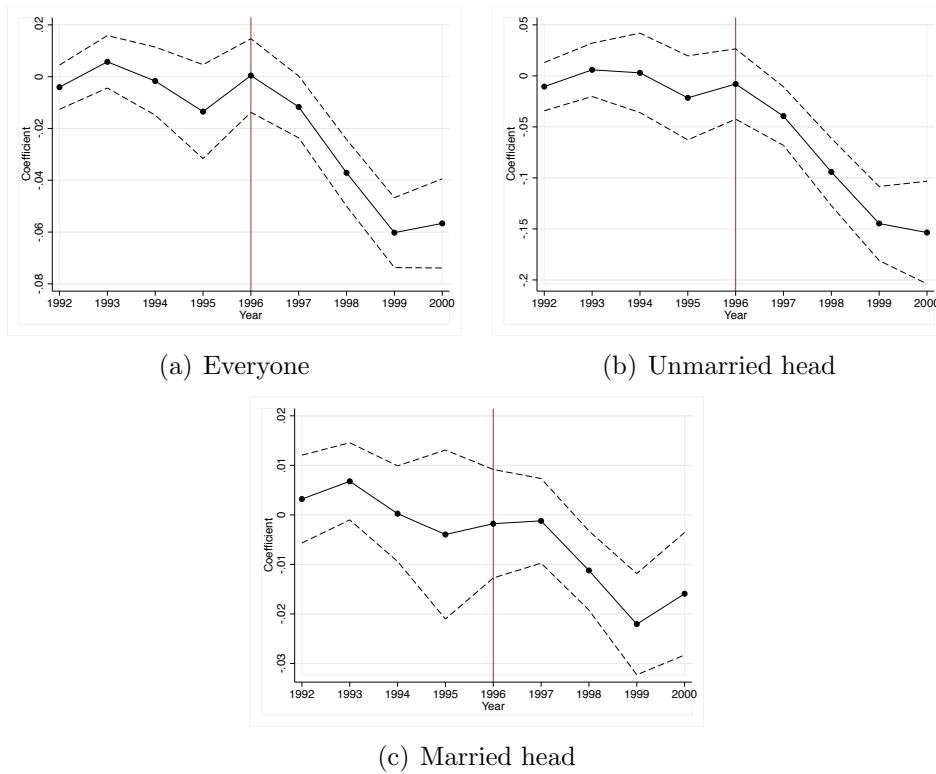 .02
0
-.02
-.04
-.06
-.08
Coefficient
1992 1993 1994 1995 1996 1997 1998 1999 2000
Year
(a) Everyone
.05
0
-.05
-.1
-.15
-.2
Coefficient
1992 1993 1994 1995 1996 1997 1998 1999 2000
Year
(b) Unmarried head
.02
.01
0
-.01
-.02
-.03
Coefficient
1992 1993 1994 1995 1996 1997 1998 1999 2000
Year
(c) Married head